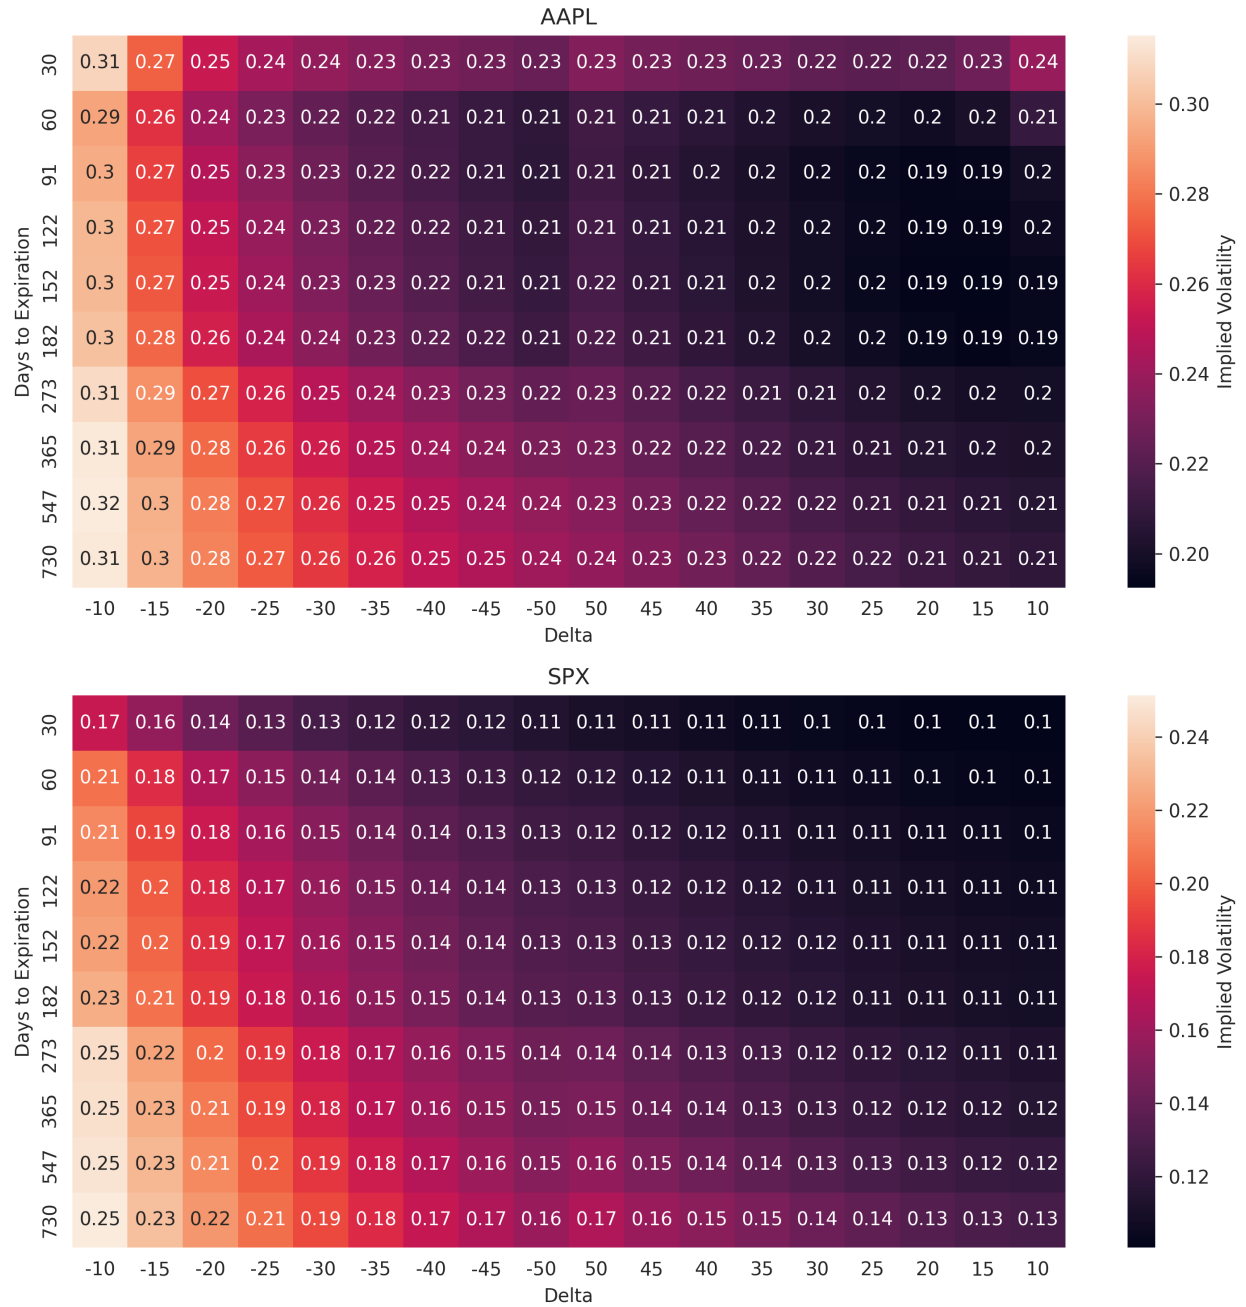 AAPL
30 0.31 0.27 0.25 0.24 0.24 0.23 0.23 0.23 0.23 0.23 0.23 0.23 0.23 0.22 0.22 0.22 0.23 0.24
60 0.29 0.26 0.24 0.23 0.22 0.22 0.21 0.21 0.21 0.21 0.21 0.21 0.2 0.2 0.2 0.2 0.2 0.21
91 0.3 0.27 0.25 0.23 0.23 0.22 0.22 0.21 0.21 0.21 0.21 0.2 0.2 0.2 0.2 0.19 0.19 0.2
122 0.3 0.27 0.25 0.24 0.23 0.22 0.22 0.21 0.21 0.21 0.21 0.21 0.2 0.2 0.2 0.19 0.19 0.2
152 0.3 0.27 0.25 0.24 0.23 0.23 0.22 0.22 0.21 0.22 0.21 0.21 0.2 0.2 0.2 0.19 0.19 0.19
182 0.3 0.28 0.26 0.24 0.24 0.23 0.22 0.22 0.21 0.22 0.21 0.21 0.2 0.2 0.2 0.19 0.19 0.19
273 0.31 0.29 0.27 0.26 0.25 0.24 0.23 0.23 0.22 0.23 0.22 0.22 0.21 0.21 0.2 0.2 0.2 0.2
365 0.31 0.29 0.28 0.26 0.26 0.25 0.24 0.24 0.23 0.23 0.22 0.22 0.22 0.21 0.21 0.21 0.2 0.2
547 0.32 0.3 0.28 0.27 0.26 0.25 0.25 0.24 0.24 0.23 0.23 0.22 0.22 0.22 0.21 0.21 0.21 0.21
730 0.31 0.3 0.28 0.27 0.26 0.26 0.25 0.25 0.24 0.24 0.23 0.23 0.22 0.22 0.22 0.21 0.21 0.21
-10 -15 -20 -25 -30 -35 -40 -45 -50 50 45 40 35 30 25 20 15 10
Delta
Days to Expiration
0.30
0.28
0.26
0.24
0.22
0.20
Implied Volatility
SPX
30 0.17 0.16 0.14 0.13 0.13 0.12 0.12 0.12 0.11 0.11 0.11 0.11 0.11 0.1 0.1 0.1 0.1 0.1
60 0.21 0.18 0.17 0.15 0.14 0.14 0.13 0.13 0.12 0.12 0.12 0.11 0.11 0.11 0.11 0.1 0.1 0.1
91 0.21 0.19 0.18 0.16 0.15 0.14 0.14 0.13 0.13 0.12 0.12 0.12 0.11 0.11 0.11 0.11 0.11 0.1
122 0.22 0.2 0.18 0.17 0.16 0.15 0.14 0.14 0.13 0.13 0.12 0.12 0.12 0.11 0.11 0.11 0.11 0.11
152 0.22 0.2 0.19 0.17 0.16 0.15 0.14 0.14 0.13 0.13 0.13 0.12 0.12 0.12 0.11 0.11 0.11 0.11
182 0.23 0.21 0.19 0.18 0.16 0.15 0.15 0.14 0.13 0.13 0.13 0.12 0.12 0.12 0.11 0.11 0.11 0.11
273 0.25 0.22 0.2 0.19 0.18 0.17 0.16 0.15 0.14 0.14 0.14 0.13 0.13 0.12 0.12 0.12 0.11 0.11
365 0.25 0.23 0.21 0.19 0.18 0.17 0.16 0.15 0.15 0.15 0.14 0.14 0.13 0.13 0.12 0.12 0.12 0.12
547 0.25 0.23 0.21 0.2 0.19 0.18 0.17 0.16 0.15 0.16 0.15 0.14 0.14 0.13 0.13 0.13 0.12 0.12
730 0.25 0.23 0.22 0.21 0.19 0.18 0.17 0.17 0.16 0.17 0.16 0.15 0.15 0.14 0.14 0.13 0.13 0.13
-10 -15 -20 -25 -30 -35 -40 -45 -50 50 45 40 35 30 25 20 15 10
Delta
Days to Expiration
0.24
0.22
0.20
0.18
0.16
0.14
0.12
Implied Volatility